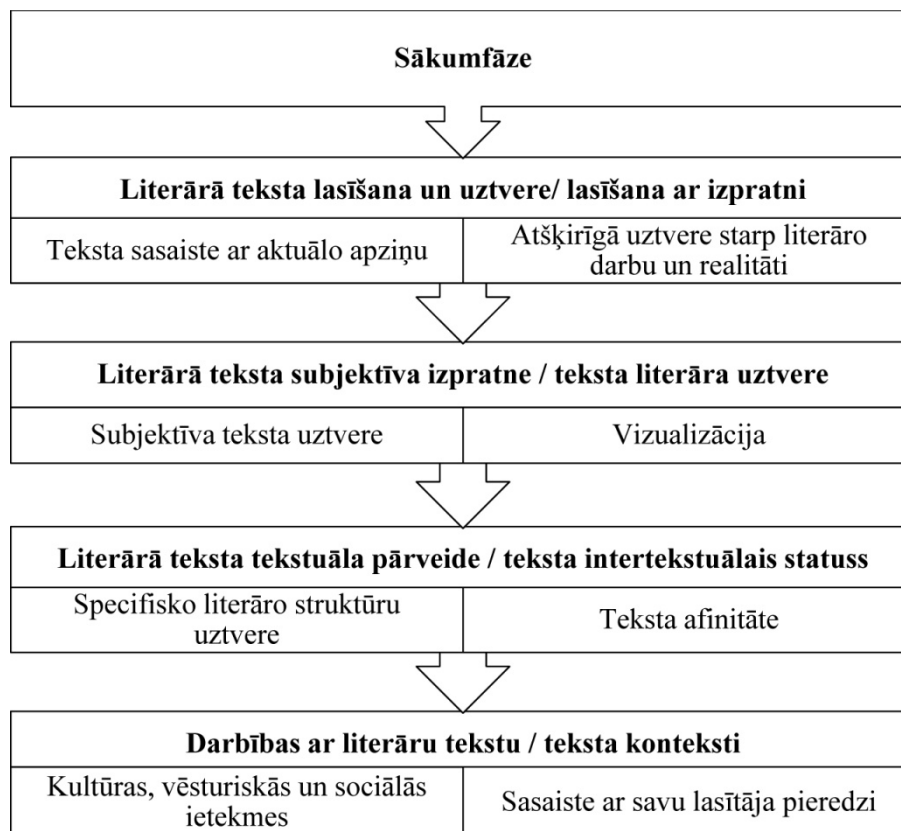 Sākumfāze
Literārā teksta lasīšana un uztvere/ lasīšana ar izpratni
Teksta sasaiste ar aktuālo apziņu
Atšķirīgā uztvere starp literāro
darbu un realitāti
Literārā teksta subjektīva izpratne / teksta literāra uztvere
Subjektīva teksta uztvere
Vizualizācija
Literārā teksta tekstuāla pārveide / teksta intertekstuālais statuss
Specifisko literāro struktūru
uztvere
Teksta afinitāte
Darbības ar literāru tekstu / teksta konteksti
Kultūras, vēsturiskās un sociālās
ietekmes
Sasaiste ar savu lasītāja pieredzi